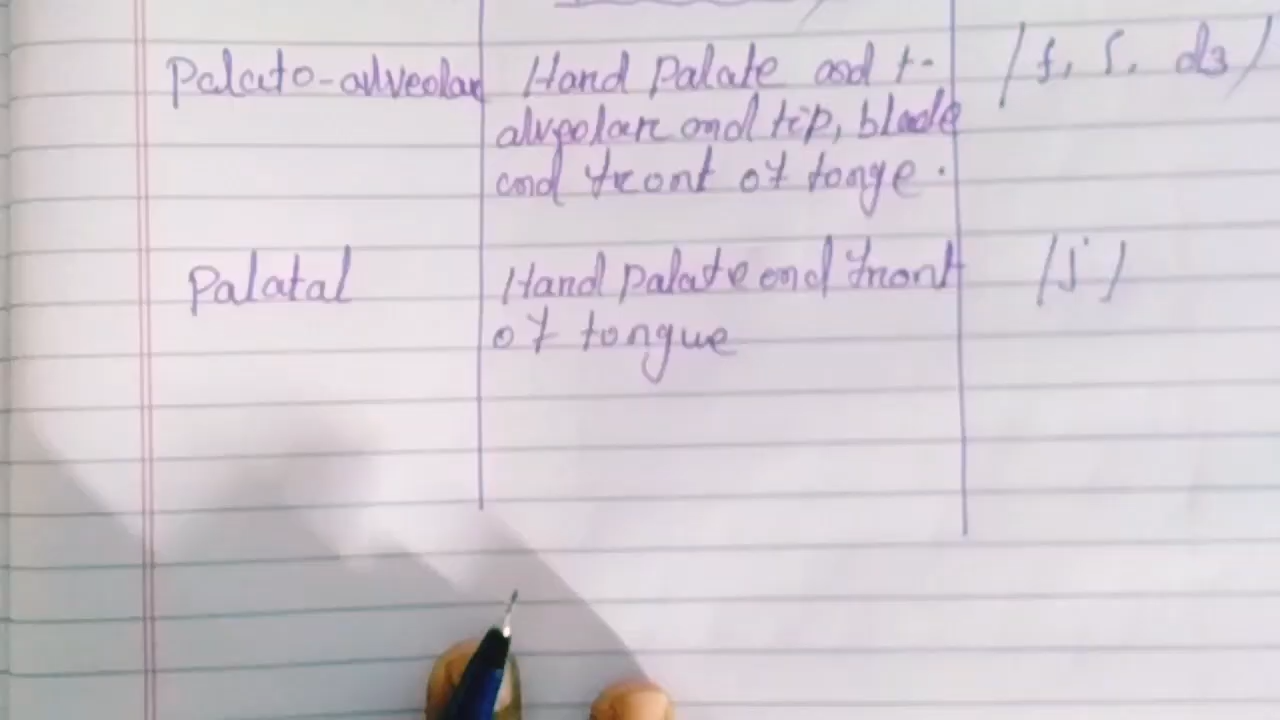 Palato-alveolar Hand Palate and t- /ʃ, ʃ, dʒ/
alveolar and tip, blade
and front of tonge.
Palatal Hand Palate and front /j/
of tongue